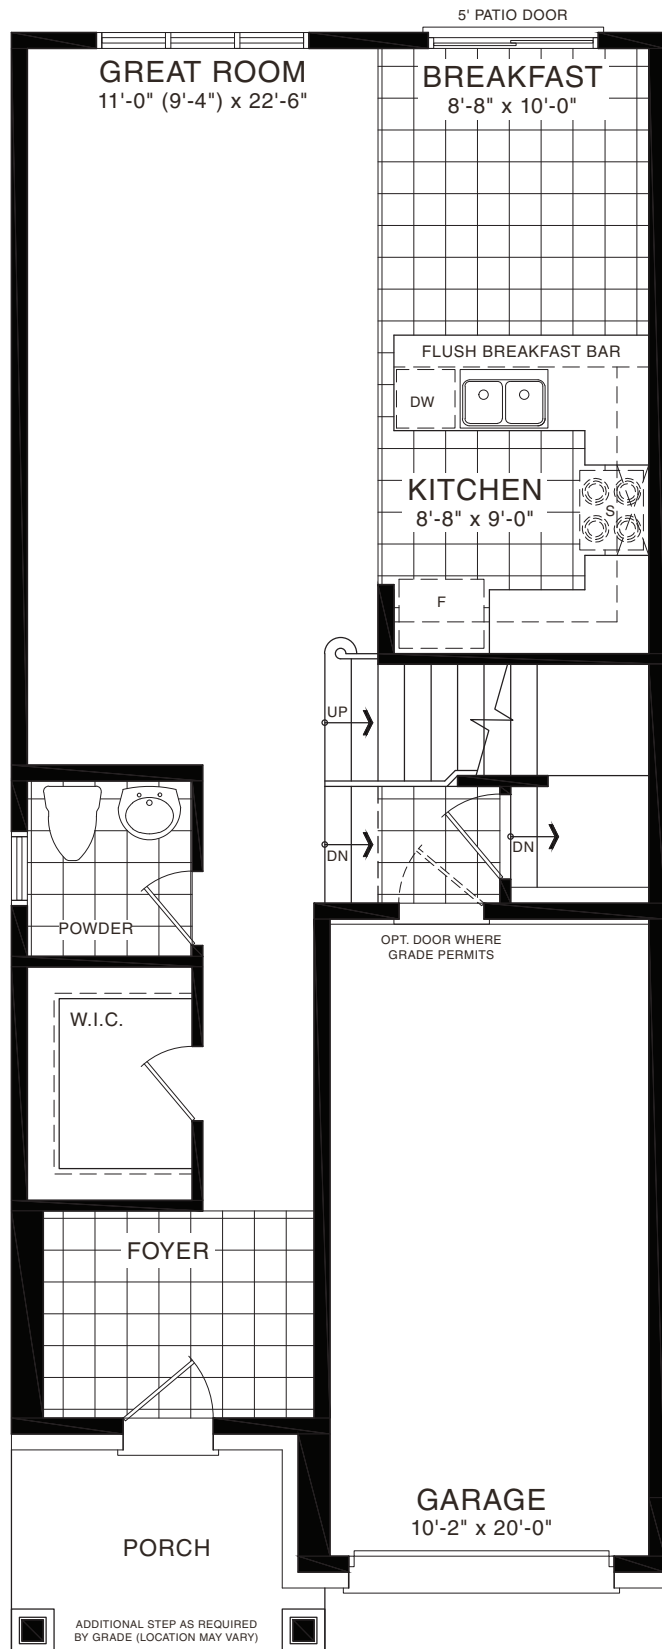 5' PATIO DOOR
GREAT ROOM
11'-0" (9'-4") x 22'-6"
BREAKFAST
8'-8" x 10'-0"
FLUSH BREAKFAST BAR
DW
KITCHEN
8'-8" x 9'-0"
S
F
UP
DN
DN
POWDER
OPT. DOOR WHERE
GRADE PERMITS
W.I.C.
FOYER
GARAGE
10'-2" x 20'-0"
PORCH
ADDITIONAL STEP AS REQUIRED
BY GRADE (LOCATION MAY VARY)